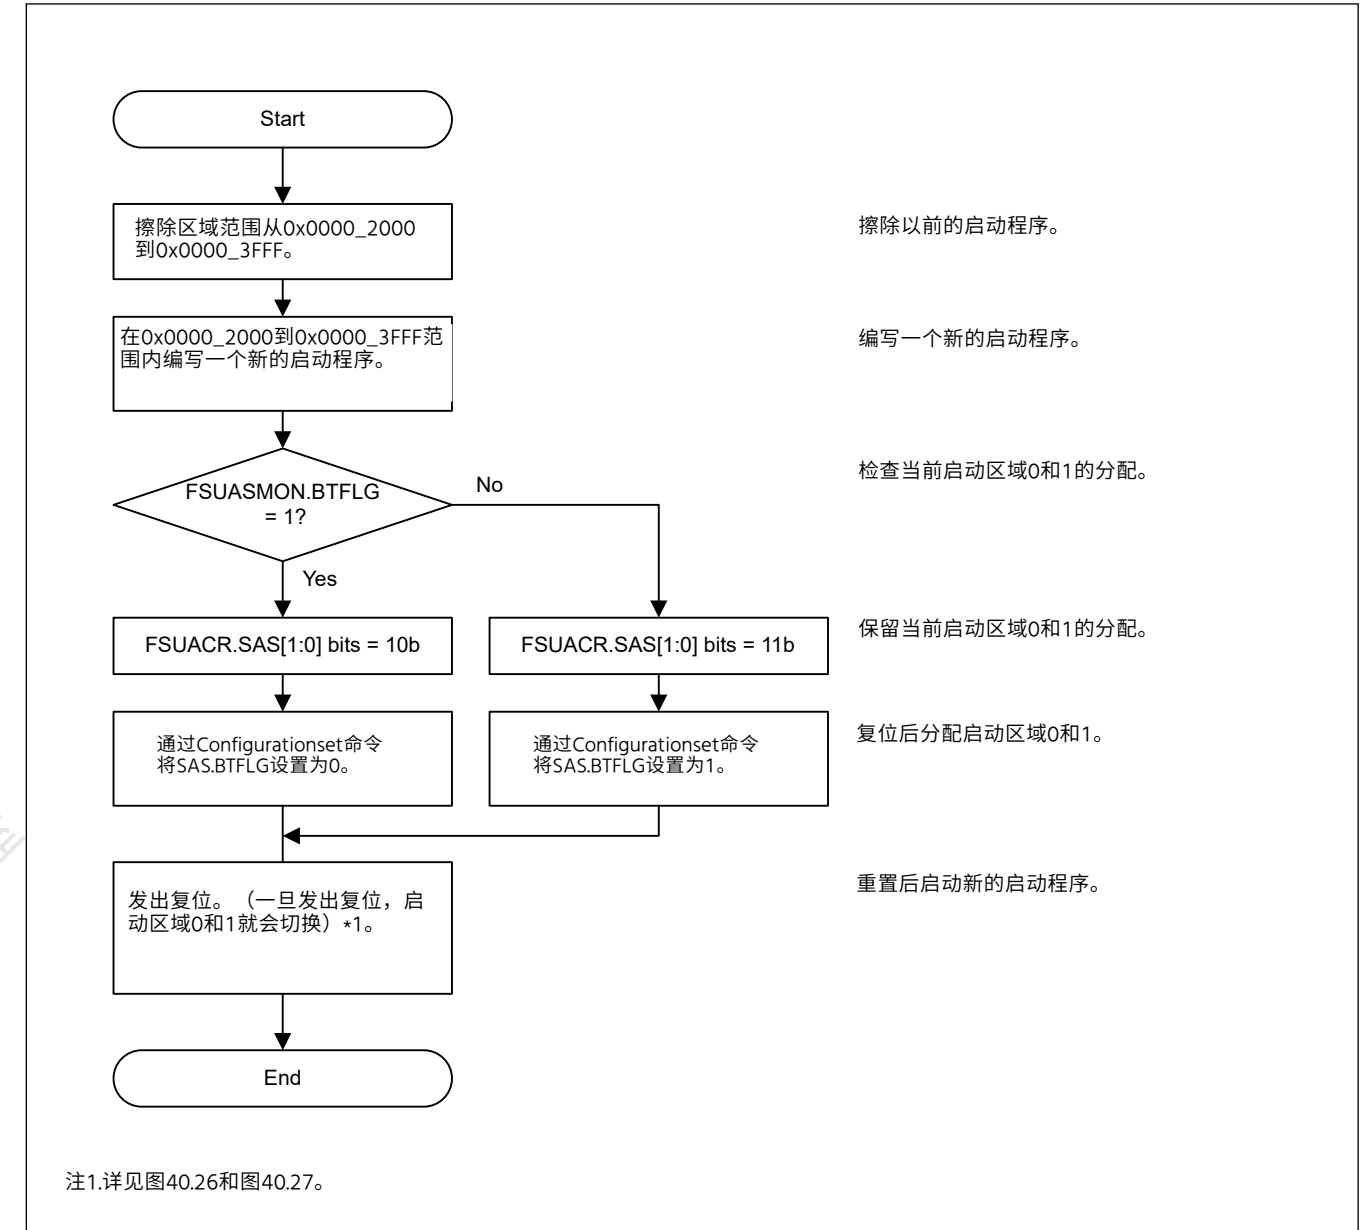 Start
擦除区域范围从0x0000_2000
到0x0000_3FFF。
擦除以前的启动程序。
在0x0000_2000到0x0000_3FFF范
围内编写一个新的启动程序。
编写一个新的启动程序。
FSUASMON.BTFLG
= 1?
No
检查当前启动区域0和1的分配。
Yes
FSUACR.SAS[1:0] bits = 10b
FSUACR.SAS[1:0] bits = 11b
保留当前启动区域0和1的分配。
通过Configurationset命令
将SAS.BTFLG设置为0。
通过Configurationset命令
将SAS.BTFLG设置为1。
复位后分配启动区域0和1。
发出复位。（一旦发出复位，启
动区域0和1就会切换）*1。
重置后启动新的启动程序。
End
注1.详见图40.26和图40.27。